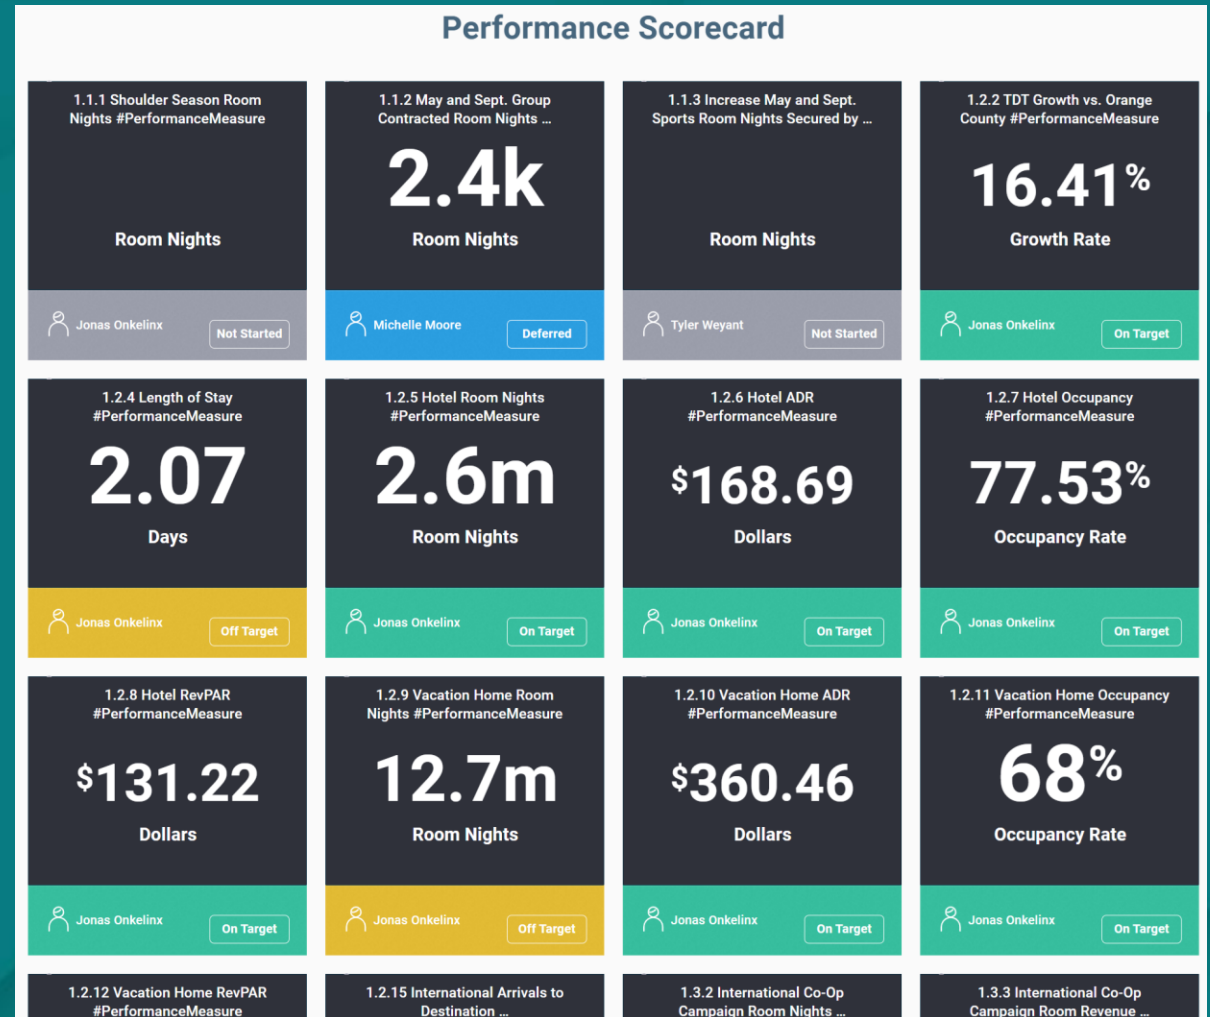 Performance Scorecard
1.1.1 Shoulder Season Room
Nights #PerformanceMeasure
Room Nights
Jonas Onkelinx
Not Started
1.1.2 May and Sept. Group
Contracted Room Nights ...
2.4k
Room Nights
Michelle Moore
Deferred
1.1.3 Increase May and Sept.
Sports Room Nights Secured by ...
Room Nights
Tyler Weyant
Not Started
1.2.2 TDT Growth vs. Orange
County #PerformanceMeasure
16.41%
Growth Rate
Jonas Onkelinx
On Target
1.2.4 Length of Stay
#PerformanceMeasure
2.07
Days
Jonas Onkelinx
Off Target
1.2.5 Hotel Room Nights
#PerformanceMeasure
2.6m
Room Nights
Jonas Onkelinx
On Target
1.2.6 Hotel ADR
#PerformanceMeasure
$168.69
Dollars
Jonas Onkelinx
On Target
1.2.7 Hotel Occupancy
#PerformanceMeasure
77.53%
Occupancy Rate
Jonas Onkelinx
On Target
1.2.8 Hotel RevPAR
#PerformanceMeasure
$131.22
Dollars
Jonas Onkelinx
On Target
1.2.9 Vacation Home Room
Nights #PerformanceMeasure
12.7m
Room Nights
Jonas Onkelinx
Off Target
1.2.10 Vacation Home ADR
#PerformanceMeasure
$360.46
Dollars
Jonas Onkelinx
On Target
1.2.11 Vacation Home Occupancy
#PerformanceMeasure
68%
Occupancy Rate
Jonas Onkelinx
On Target
1.2.12 Vacation Home RevPAR
#PerformanceMeasure
1.2.15 International Arrivals to
Destination ...
1.3.2 International Co-Op
Campaign Room Nights ...
1.3.3 International Co-Op
Campaign Room Revenue ...